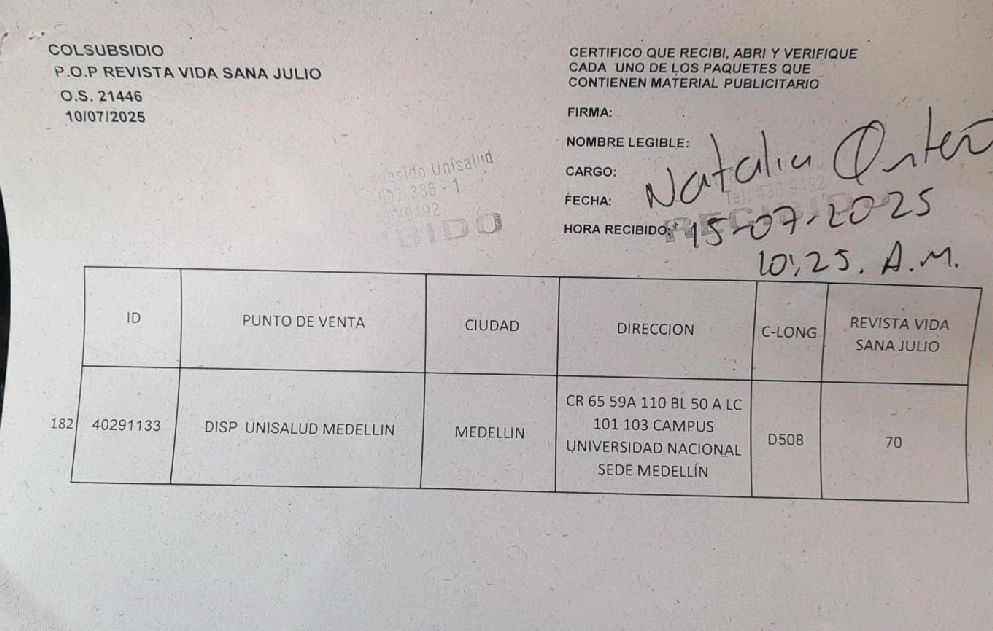 COLSUBSIDIO
P.O.P REVISTA VIDA SANA JULIO
O.S. 21446
10/07/2025
CERTIFICO QUE RECIBI, ABRI Y VERIFIQUE
CADA UNO DE LOS PAQUETES QUE
CONTIENEN MATERIAL PUBLICITARIO
FIRMA:
NOMBRE LEGIBLE:
CARGO:
FECHA:
HORA RECIBIDO:
Natalia
15-07-2025
10:25. A.M.
Unisalud
RECIBIDO
ID PUNTO DE VENTA CIUDAD DIRECCION C-LONG REVISTA VIDA
SANA JULIO
182 40291133 DISP UNISALUD MEDELLIN MEDELLIN CR 65 59A 110 BL 50 A LC
101 103 CAMPUS
UNIVERSIDAD NACIONAL
SEDE MEDELLÍN
D508 70